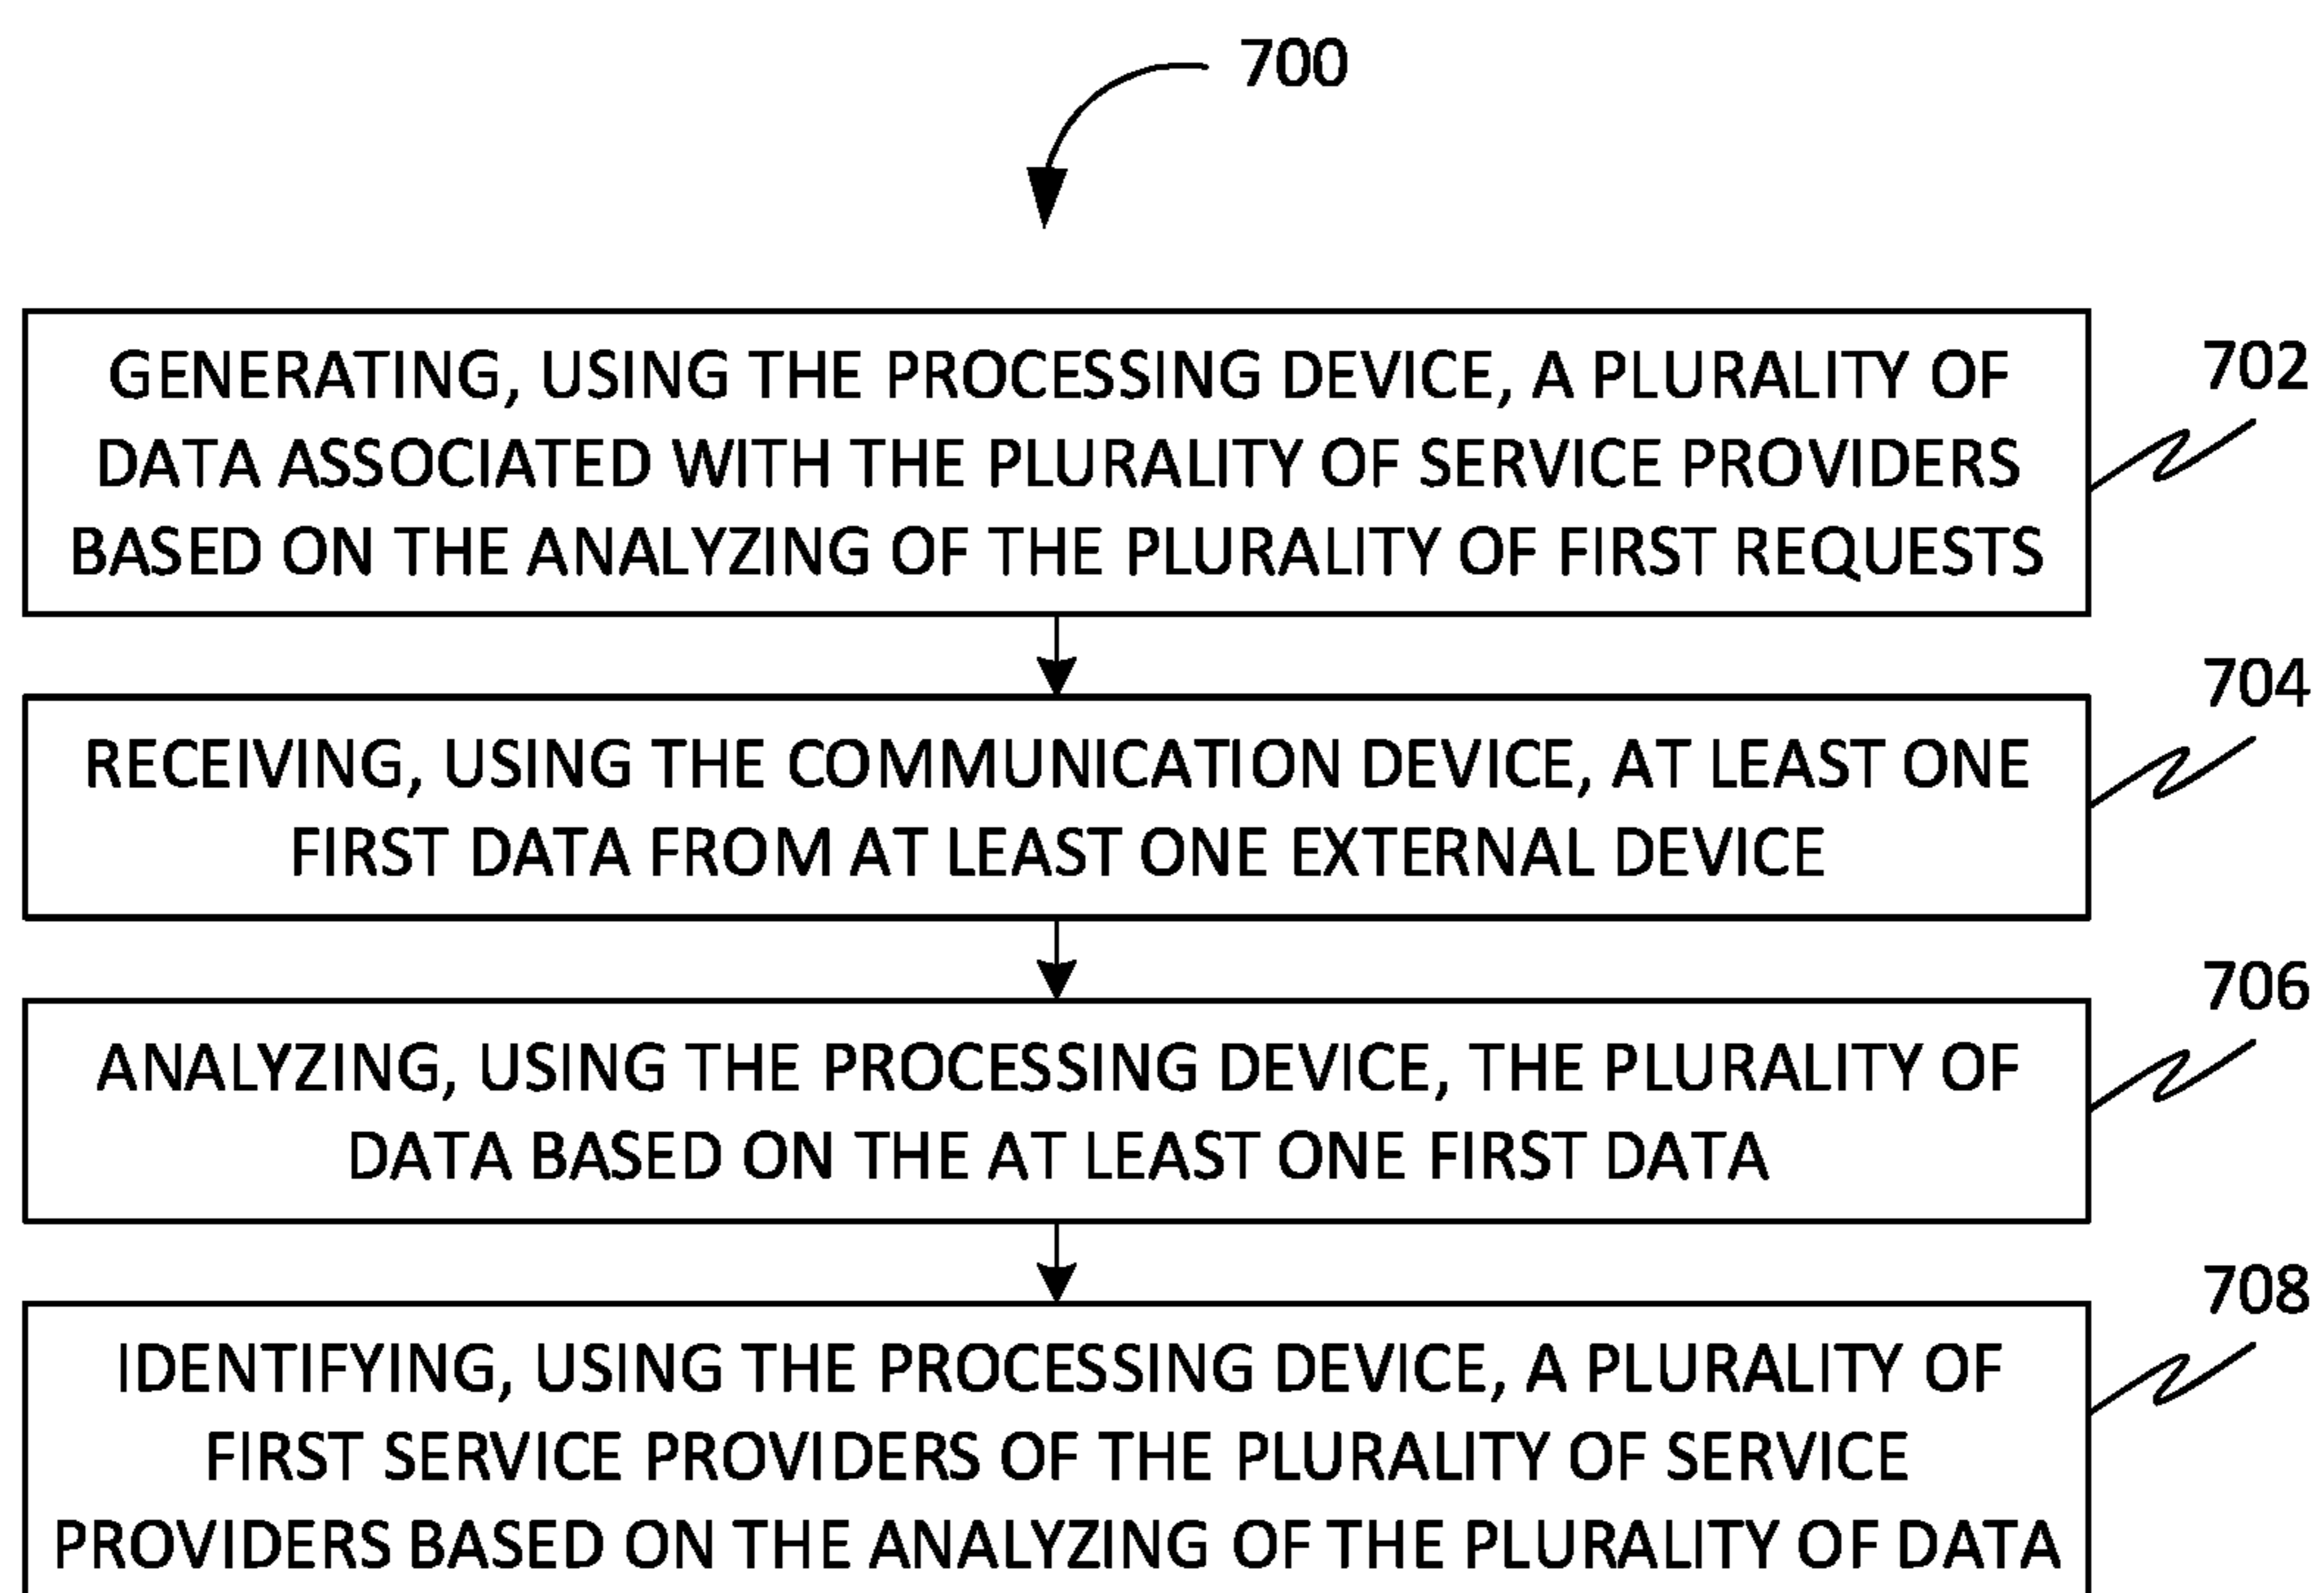 700
GENERATING, USING THE PROCESSING DEVICE, A PLURALITY OF
DATA ASSOCIATED WITH THE PLURALITY OF SERVICE PROVIDERS
BASED ON THE ANALYZING OF THE PLURALITY OF FIRST REQUESTS
702
RECEIVING, USING THE COMMUNICATION DEVICE, AT LEAST ONE
FIRST DATA FROM AT LEAST ONE EXTERNAL DEVICE
704
ANALYZING, USING THE PROCESSING DEVICE, THE PLURALITY OF
DATA BASED ON THE AT LEAST ONE FIRST DATA
706
IDENTIFYING, USING THE PROCESSING DEVICE, A PLURALITY OF
FIRST SERVICE PROVIDERS OF THE PLURALITY OF SERVICE
PROVIDERS BASED ON THE ANALYZING OF THE PLURALITY OF DATA
708